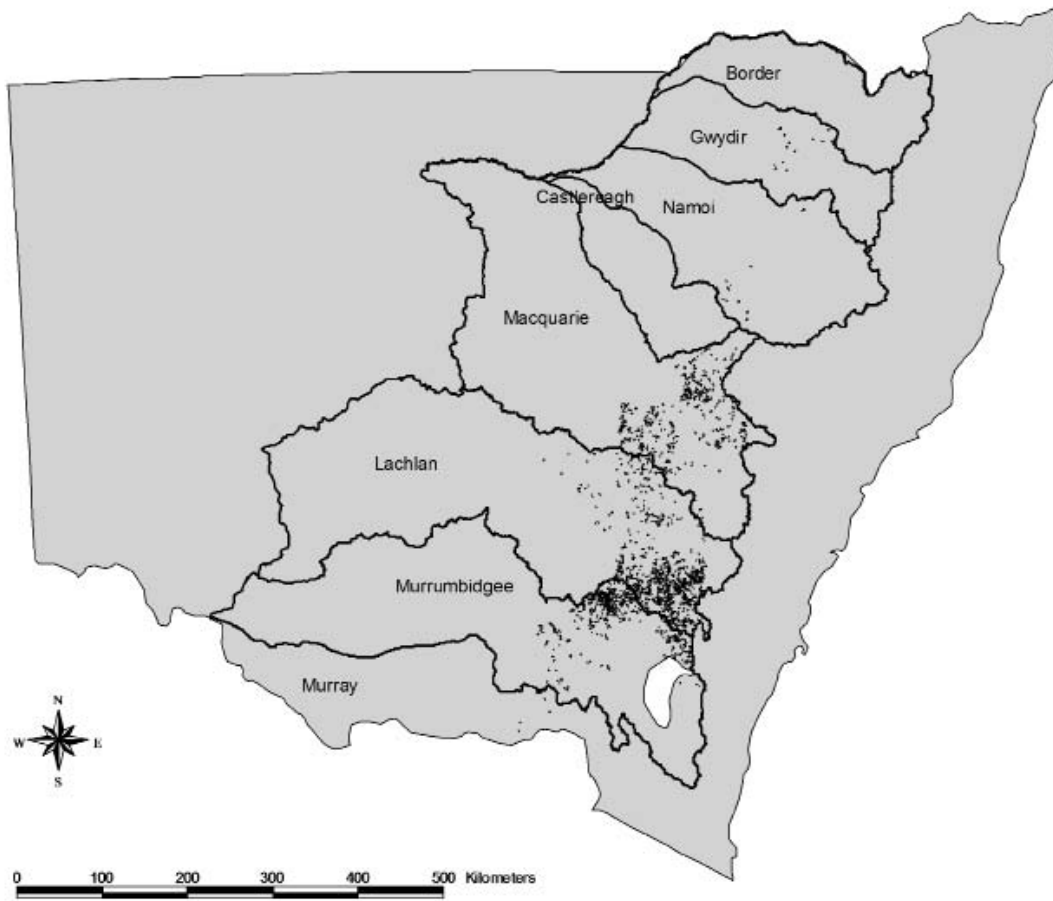 Border
Gwydir
Castlereagh
Namoi
Macquarie
Lachlan
Murrumbidgee
Murray
N
W E
S
0 100 200 300 400 500 Kilometers